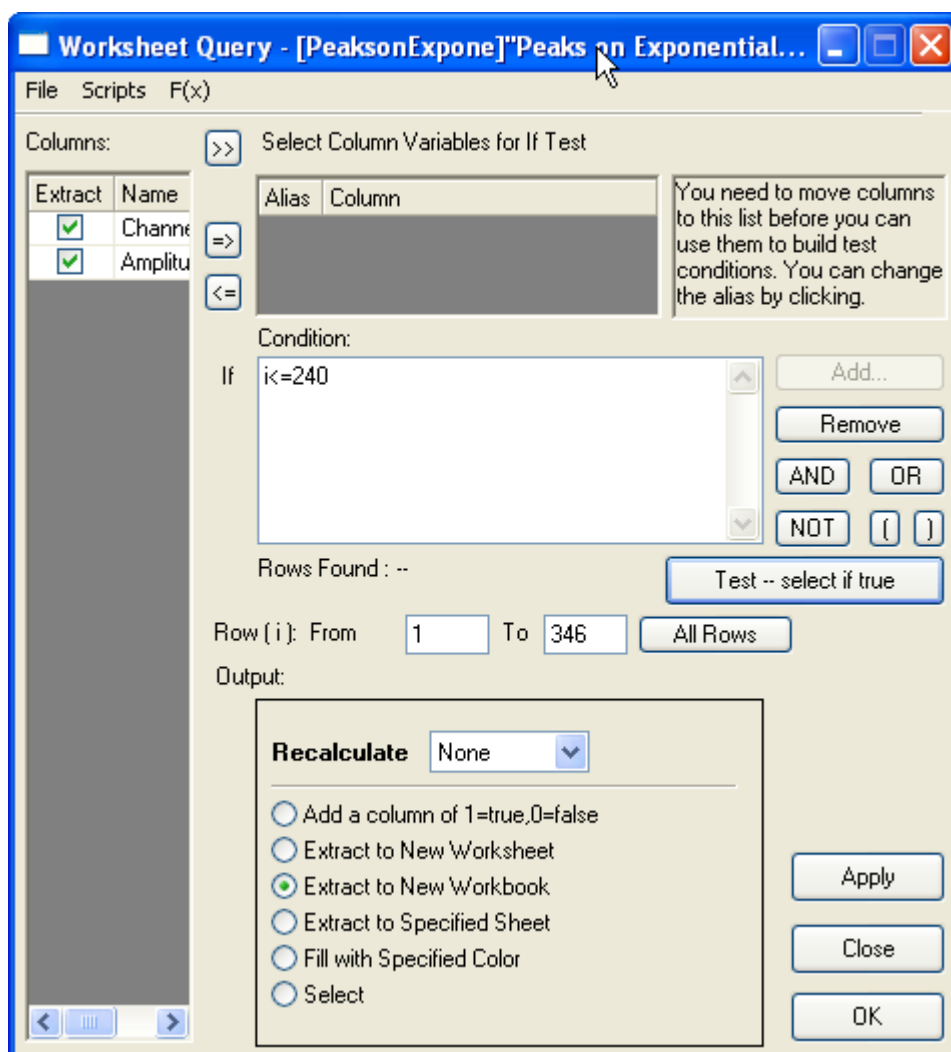 Worksheet Query - [PeaksonExpone]"Peaks on Exponential...
File Scripts F(x)
Columns:
>>
Select Column Variables for If Test
Extract Name
Channe
Amplitu
=>
<=
Alias Column
You need to move columns
to this list before you can
use them to build test
conditions. You can change
the alias by clicking.
Condition:
If
i<=240
Add...
Remove
AND OR
NOT ( )
Rows Found : --
Test -- select if true
Row ( i ): From 1 To 346 All Rows
Output:
Recalculate None
Add a column of 1=true,0=false
Extract to New Worksheet
Extract to New Workbook
Extract to Specified Sheet
Fill with Specified Color
Select
Apply
Close
OK